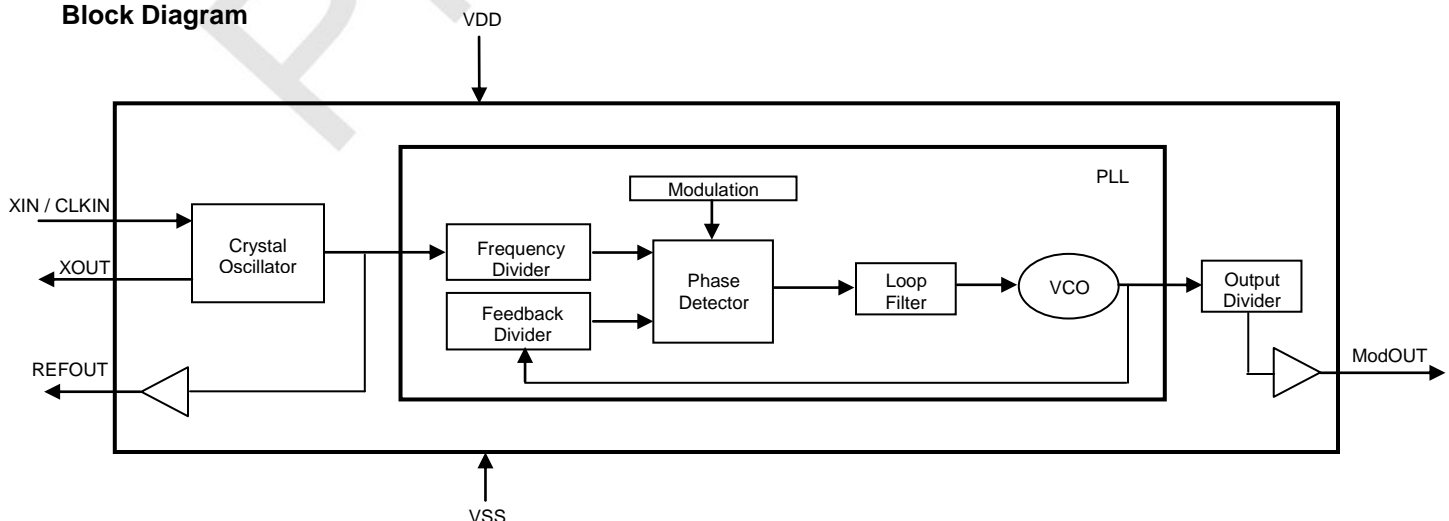 Block Diagram
VDD
PLL
Modulation
XIN / CLKIN
Crystal
Oscillator
XOUT
Frequency
Divider
Phase
Detector
Loop
Filter
VCO
Output
Divider
Feedback
Divider
REFOUT
ModOUT
VSS